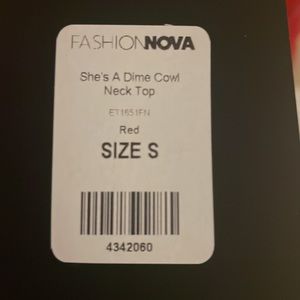 FASHIONNOVA
She's A Dime Cowl
Neck Top
ET1651FN
Red
SIZE S
4342060